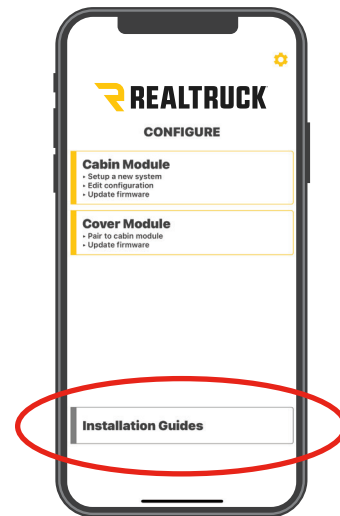 REALTRUCK
CONFIGURE
Cabin Module
• Setup a new system
• Edit configuration
• Update firmware
Cover Module
• Pair to cabin module
• Update firmware
Installation Guides